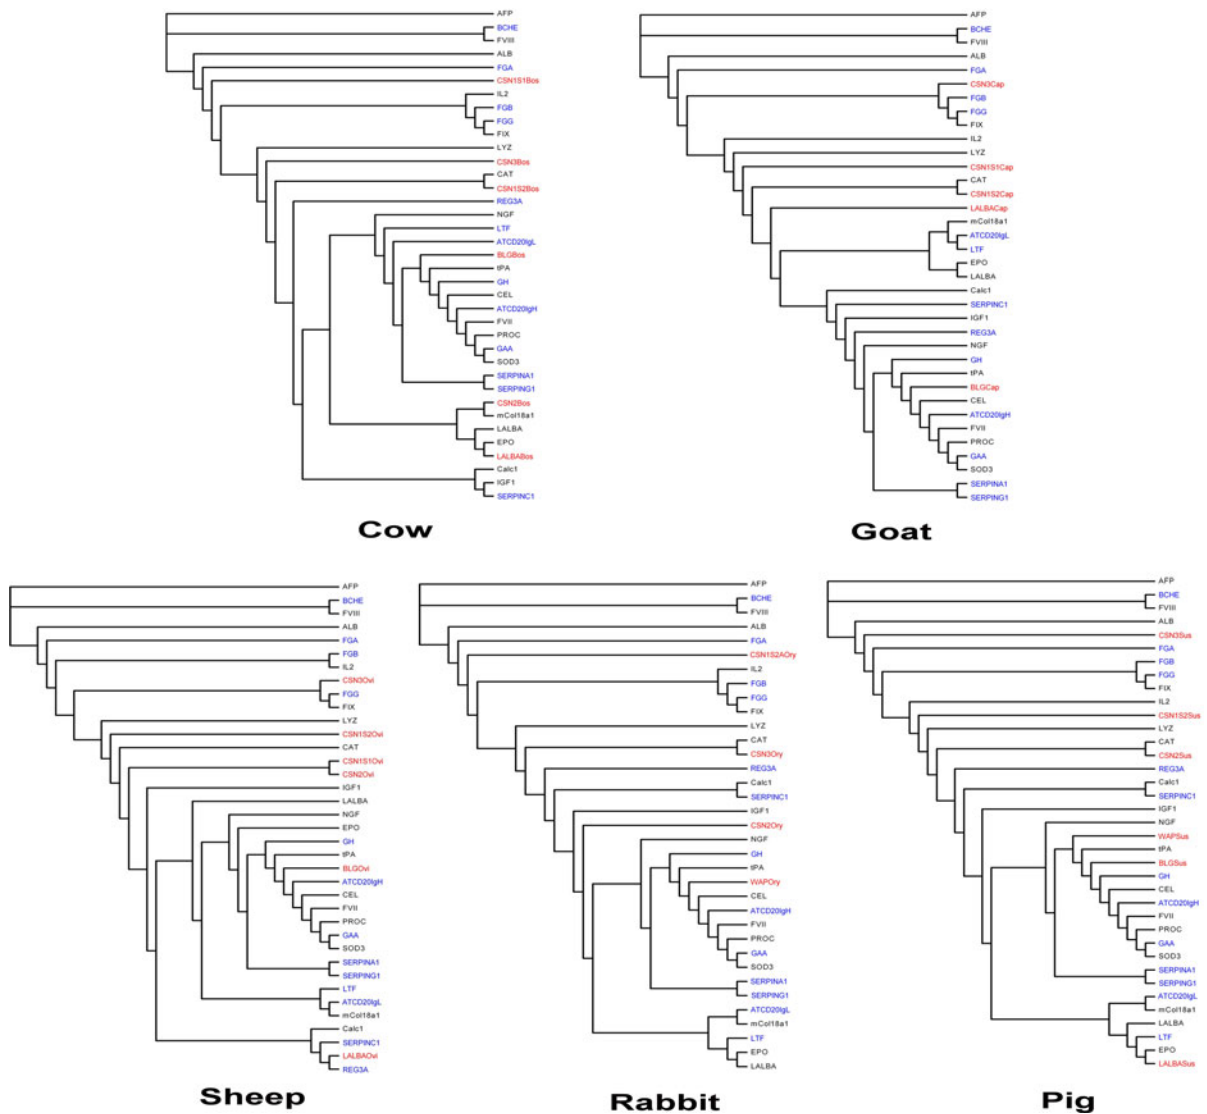 AFP
BCHE
FVIII
ALB
FGA
CSN1S1Bos
IL2
FGB
FGG
FIX
LYZ
CSN3Bos
CAT
CSN1S2Bos
REG3A
NGF
LTF
ATCD20IgL
BLGBos
tPA
GH
CEL
ATCD20IgH
FVII
PROC
GAA
SOD3
SERPINA1
SERPING1
CSN2Bos
mCol18a1
LALBA
EPO
LALBABos
Calc1
IGF1
SERPINC1
Cow
AFP
BCHE
FVIII
ALB
FGA
CSN3Cap
FGB
FGG
FIX
IL2
LYZ
CSN1S1Cap
CAT
CSN1S2Cap
LALBACap
mCol18a1
ATCD20IgL
LTF
EPO
LALBA
Calc1
SERPINC1
IGF1
REG3A
NGF
GH
tPA
BLGCap
CEL
ATCD20IgH
FVII
PROC
GAA
SOD3
SERPINA1
SERPING1
Goat
AFP
BCHE
FVIII
ALB
FGA
FGB
IL2
CSN3Ovi
FGG
FIX
LYZ
CSN1S2Ovi
CAT
CSN1S1Ovi
CSN2Ovi
IGF1
LALBA
NGF
EPO
GH
tPA
BLGOvi
ATCD20IgH
CEL
FVII
PROC
GAA
SOD3
SERPINA1
SERPING1
LTF
ATCD20IgL
mCol18a1
Calc1
SERPINC1
LALBAOvi
REG3A
Sheep
AFP
BCHE
FVIII
ALB
FGA
CSN1S2AOry
IL2
FGB
FGG
FIX
LYZ
CAT
CSN3Ory
REG3A
Calc1
SERPINC1
IGF1
CSN2Ory
NGF
GH
tPA
WAPOry
CEL
ATCD20IgH
FVII
PROC
GAA
SOD3
SERPINA1
SERPING1
ATCD20IgL
mCol18a1
LTF
EPO
LALBA
Rabbit
AFP
BCHE
FVIII
ALB
CSN3Sus
FGA
FGB
FGG
FIX
IL2
CSN1S2Sus
LYZ
CAT
CSN2Sus
REG3A
Calc1
SERPINC1
IGF1
NGF
WAPSus
tPA
BLGSus
GH
CEL
ATCD20IgH
FVII
PROC
GAA
SOD3
SERPINA1
SERPING1
ATCD20IgL
mCol18a1
LALBA
LTF
EPO
LALBASus
Pig